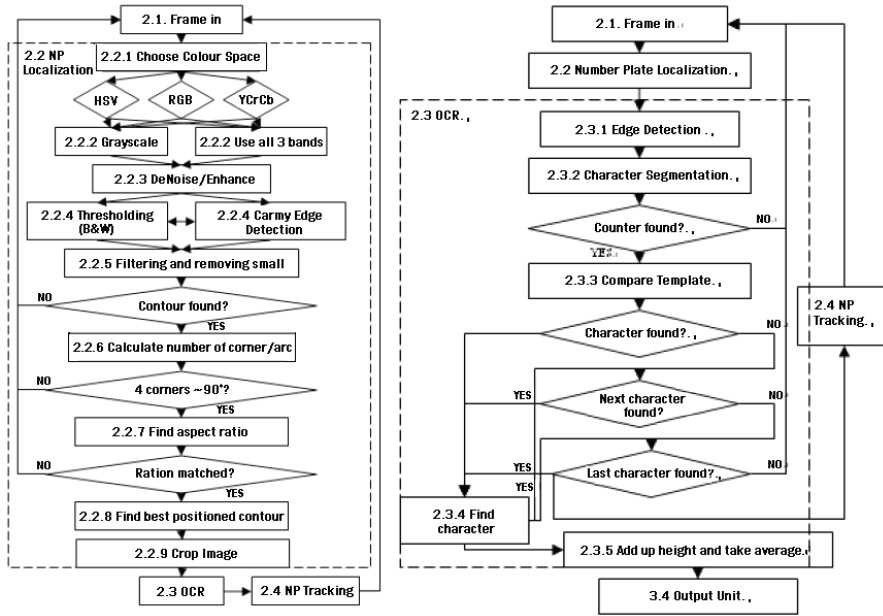 2.1. Frame in
2.2 NP
Localization
2.2.1 Choose Colour Space
HSV
RGB
YCrCb
2.2.2 Grayscale
2.2.2 Use all 3 bands
2.2.3 DeNoise/Enhance
2.2.4 Thresholding
(B&W)
2.2.4 Carmy Edge
Detection
2.2.5 Filtering and removing small
NO
Contour found?
YES
2.2.6 Calculate number of corner/arc
NO
4 corners ~90°?
YES
2.2.7 Find aspect ratio
NO
Ration matched?
YES
2.2.8 Find best positioned contour
2.2.9 Crop Image
2.3 OCR
2.4 NP Tracking
2.1. Frame in
2.2 Number Plate Localization.
2.3 OCR.
2.3.1 Edge Detection
2.3.2 Character Segmentation.
Counter found?
NO
YES
2.3.3 Compare Template.
2.4 NP
Tracking.
Character found?
NO
YES
Next character
found?
NO
YES
Last character found?
NO
YES
2.3.4 Find
character
2.3.5 Add up height and take average.
3.4 Output Unit.